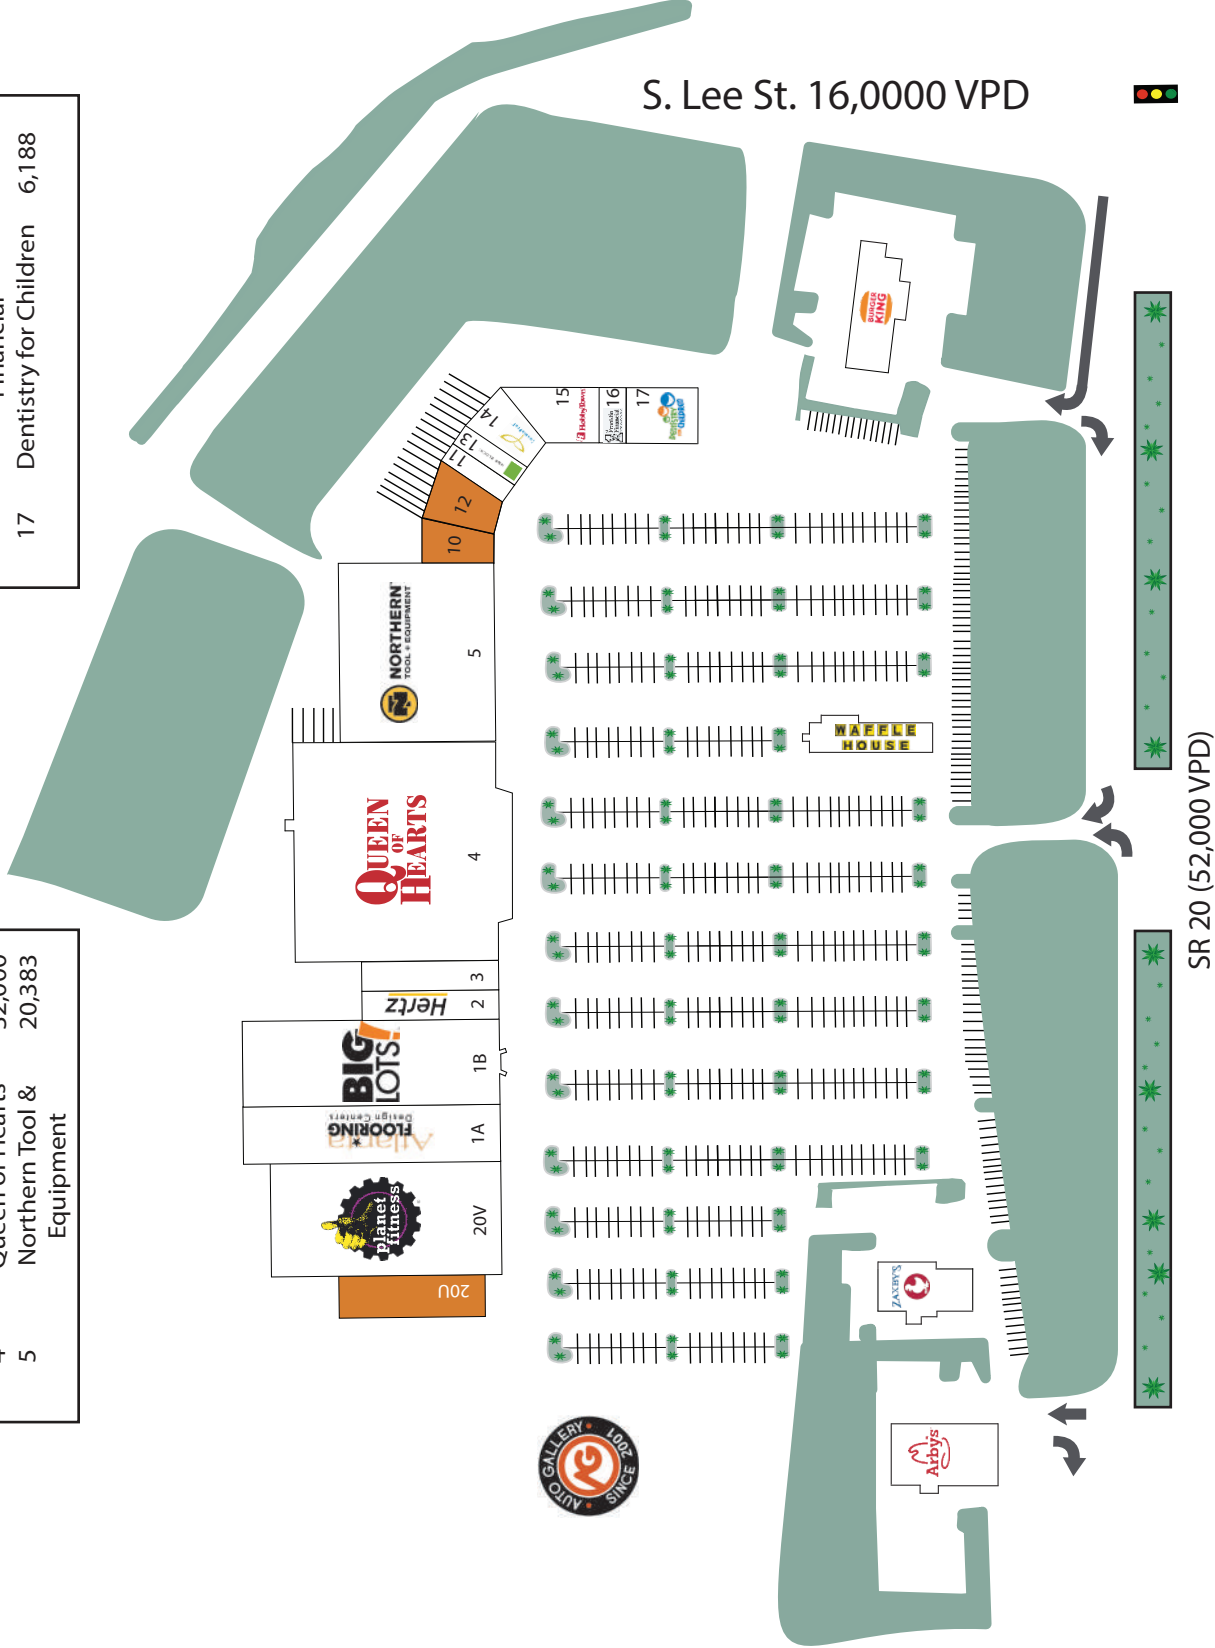 S. Lee St. 16,0000 VPD
17 Dentistry for Children 6,188
5 Northern Tool & 20,383
Equipment
BURGER
KING
14
13
11
12
10
15
HobbyTown
16
17
NORTHERN
TOOL + EQUIPMENT
5
QUEEN
OF
HEARTS
4
3
Hertz
2
BIG
LOTS!
1B
Atlanta
FLOORING
Design Centers
1A
planet
fitness
20V
20U
WAFFLE
HOUSE
ZAXBY'S
Arby's
AUTO GALLERY
SINCE 2001
AG
SR 20 (52,000 VPD)